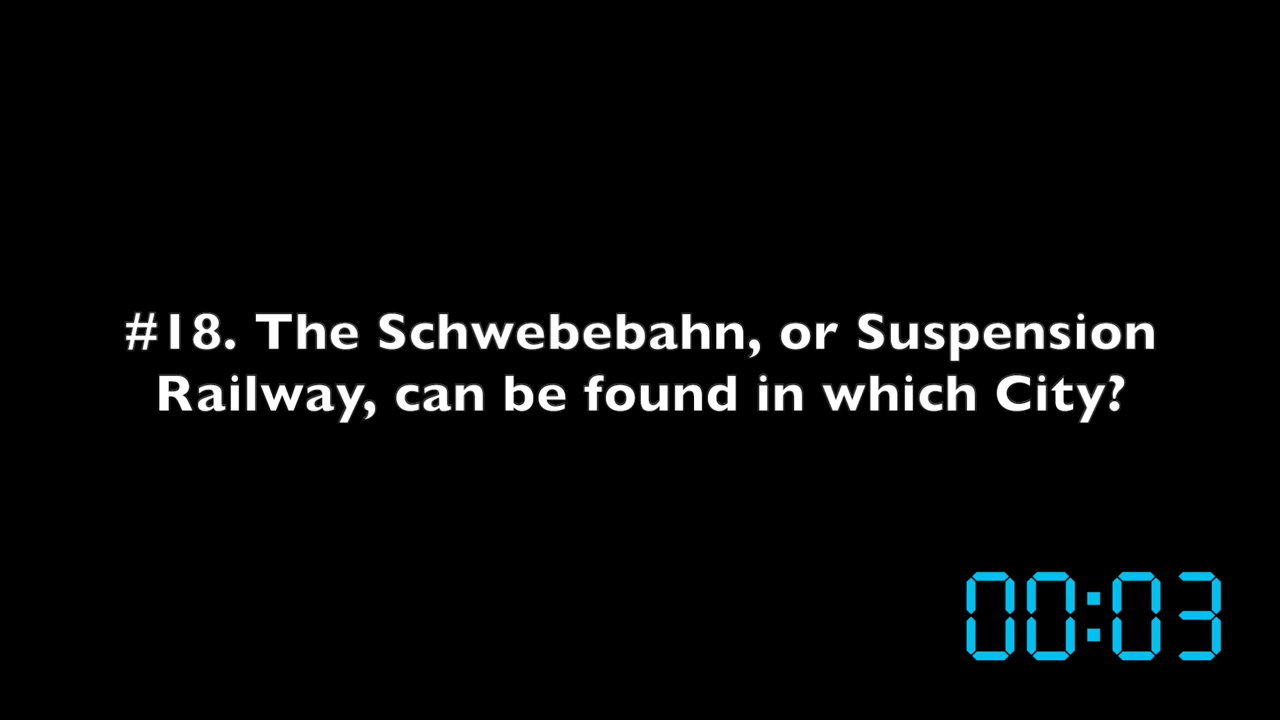 #18. The Schwebebahn, or Suspension
Railway, can be found in which City?
00:03